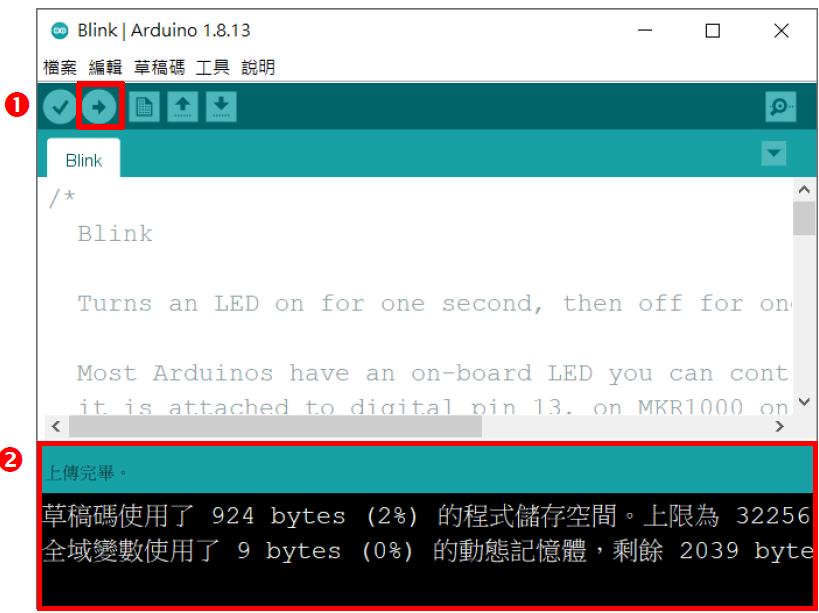 Blink | Arduino 1.8.13
檔案 編輯 草稿碼 工具 說明
1
Blink
/*
Blink
Turns an LED on for one second, then off for on
Most Arduinos have an on-board LED you can cont
it is attached to digital pin 13, on MKR1000 on
2
上傳完畢。
草稿碼使用了 924 bytes (2%) 的程式儲存空間。上限為 32256
全域變數使用了 9 bytes (0%) 的動態記憶體，剩餘 2039 byte